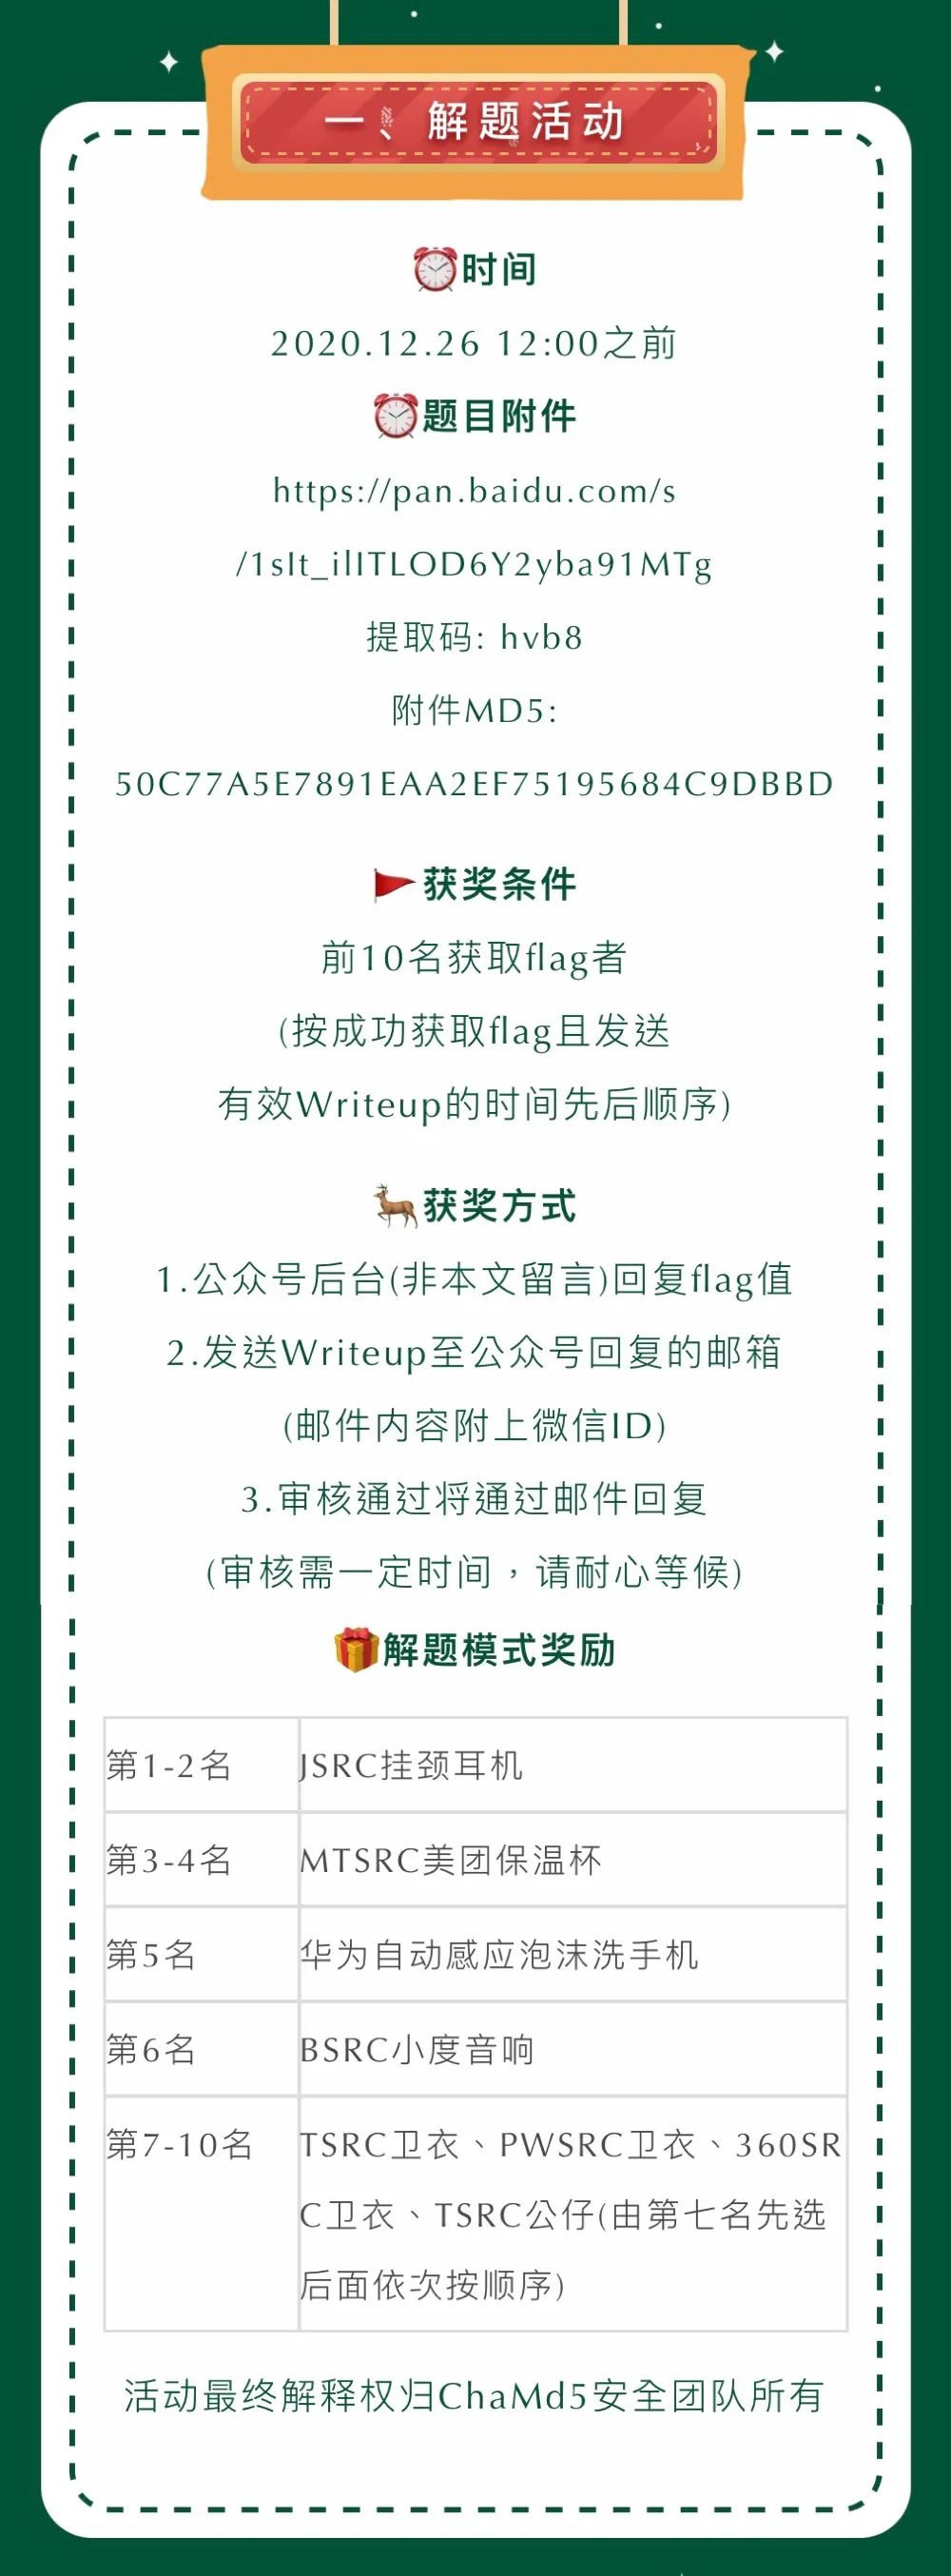 一、解题活动
时间
2020.12.26 12:00之前
题目附件
https://pan.baidu.com/s
/1sIt_ilITLOD6Y2yba91MTg
提取码: hvb8
附件MD5:
50C77A5E7891EAA2EF75195684C9DBBD
获奖条件
前10名获取flag者
(按成功获取flag且发送
有效Writeup的时间先后顺序)
获奖方式
1.公众号后台(非本文留言)回复flag值
2.发送Writeup至公众号回复的邮箱
(邮件内容附上微信ID)
3.审核通过将通过邮件回复
(审核需一定时间，请耐心等候)
解题模式奖励
第1-2名 JSRC挂颈耳机
第3-4名 MTSRC美团保温杯
第5名 华为自动感应泡沫洗手机
第6名 BSRC小度音响
第7-10名 TSRC卫衣、PWSRC卫衣、360SR
C卫衣、TSRC公仔(由第七名先选
后面依次按顺序)
活动最终解释权归ChaMd5安全团队所有